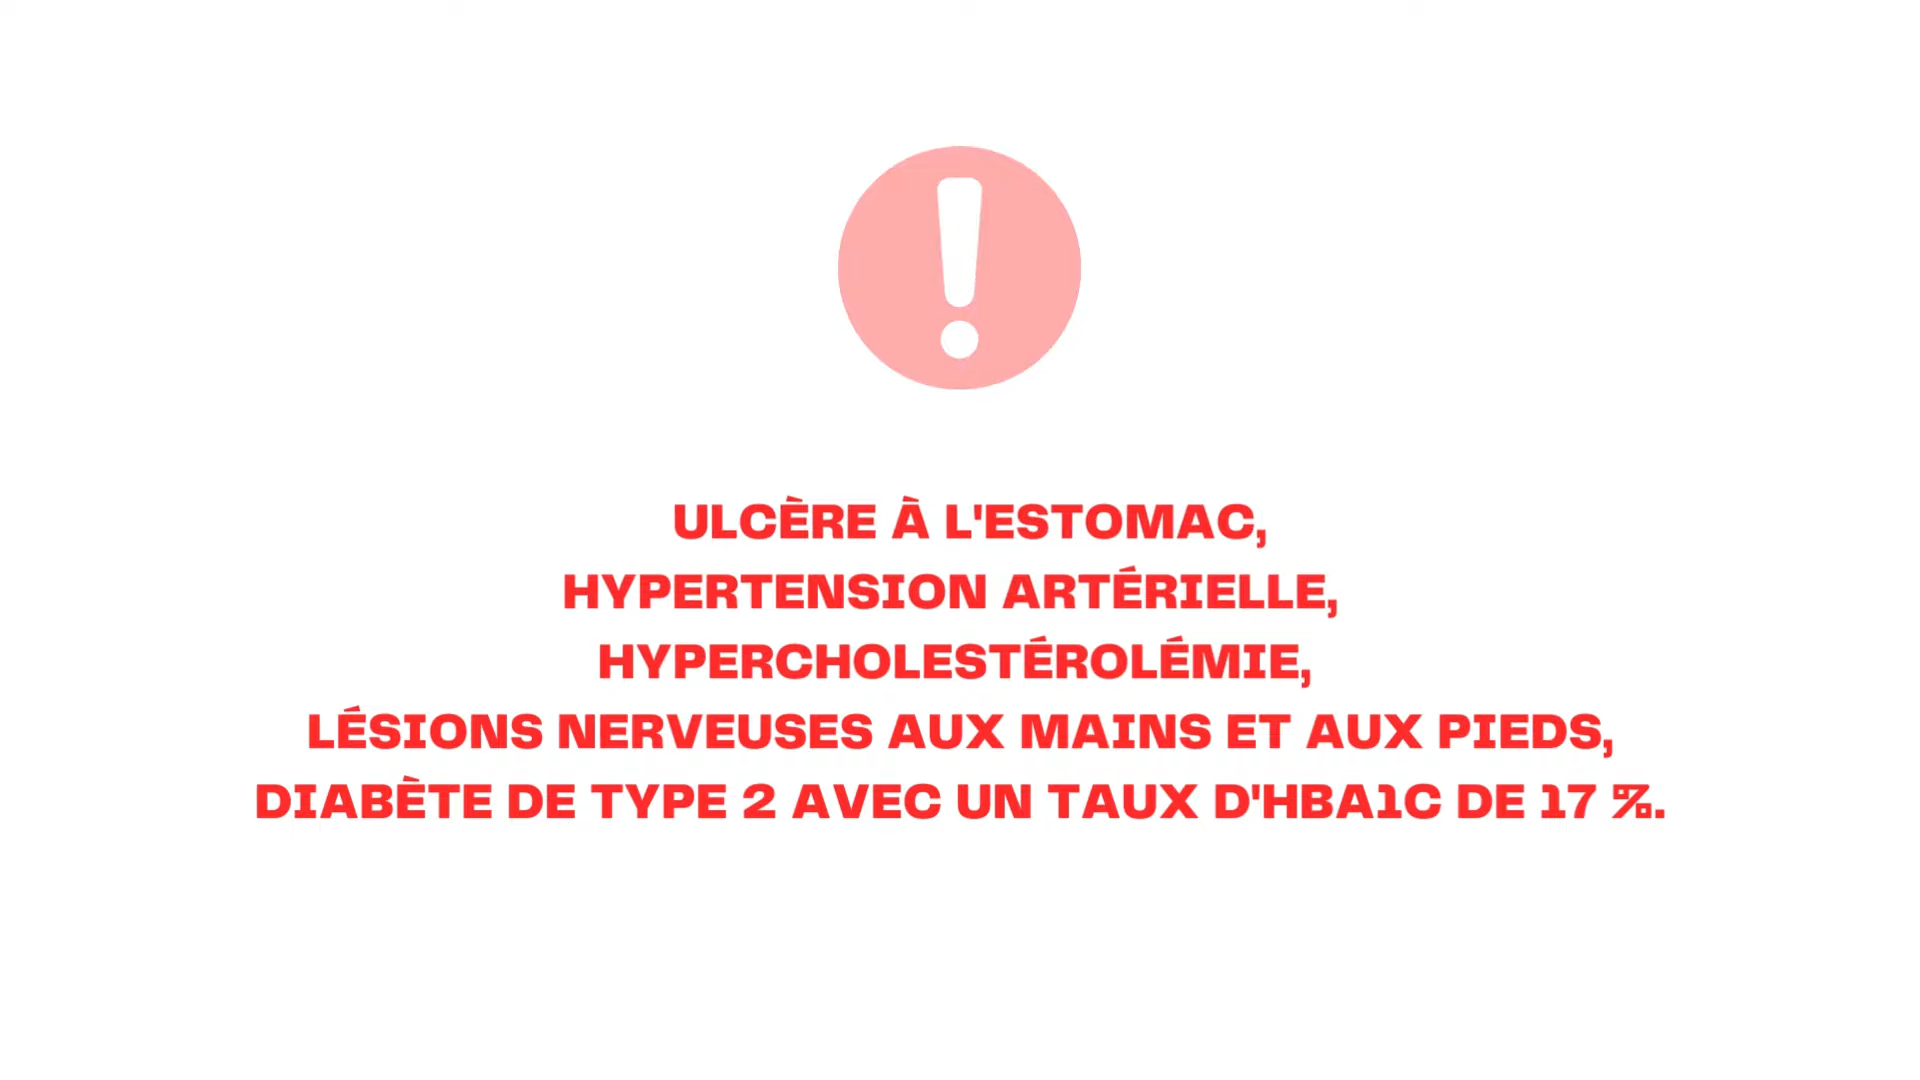 ULCÈRE À L'ESTOMAC,
HYPERTENSION ARTÉRIELLE,
HYPERCHOLESTÉROLÉMIE,
LÉSIONS NERVEUSES AUX MAINS ET AUX PIEDS,
DIABÈTE DE TYPE 2 AVEC UN TAUX D'HBA1C DE 17 %.